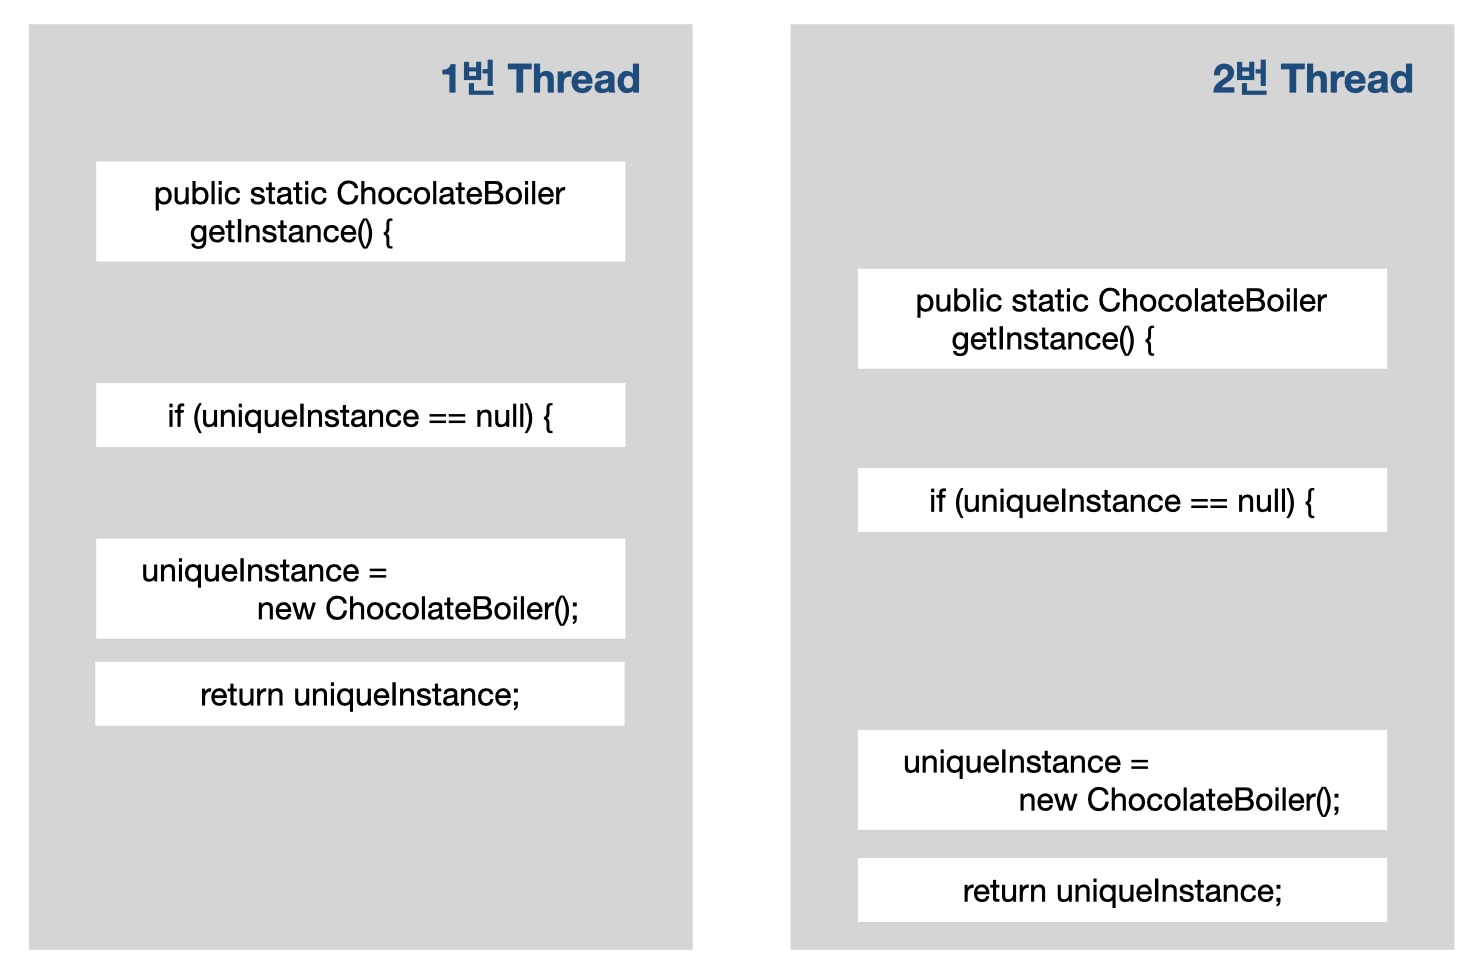 1번 Thread
public static ChocolateBoiler
getInstance() {
if (uniqueInstance == null) {
uniqueInstance =
new ChocolateBoiler();
return uniqueInstance;
2번 Thread
public static ChocolateBoiler
getInstance() {
if (uniqueInstance == null) {
uniqueInstance =
new ChocolateBoiler();
return uniqueInstance;